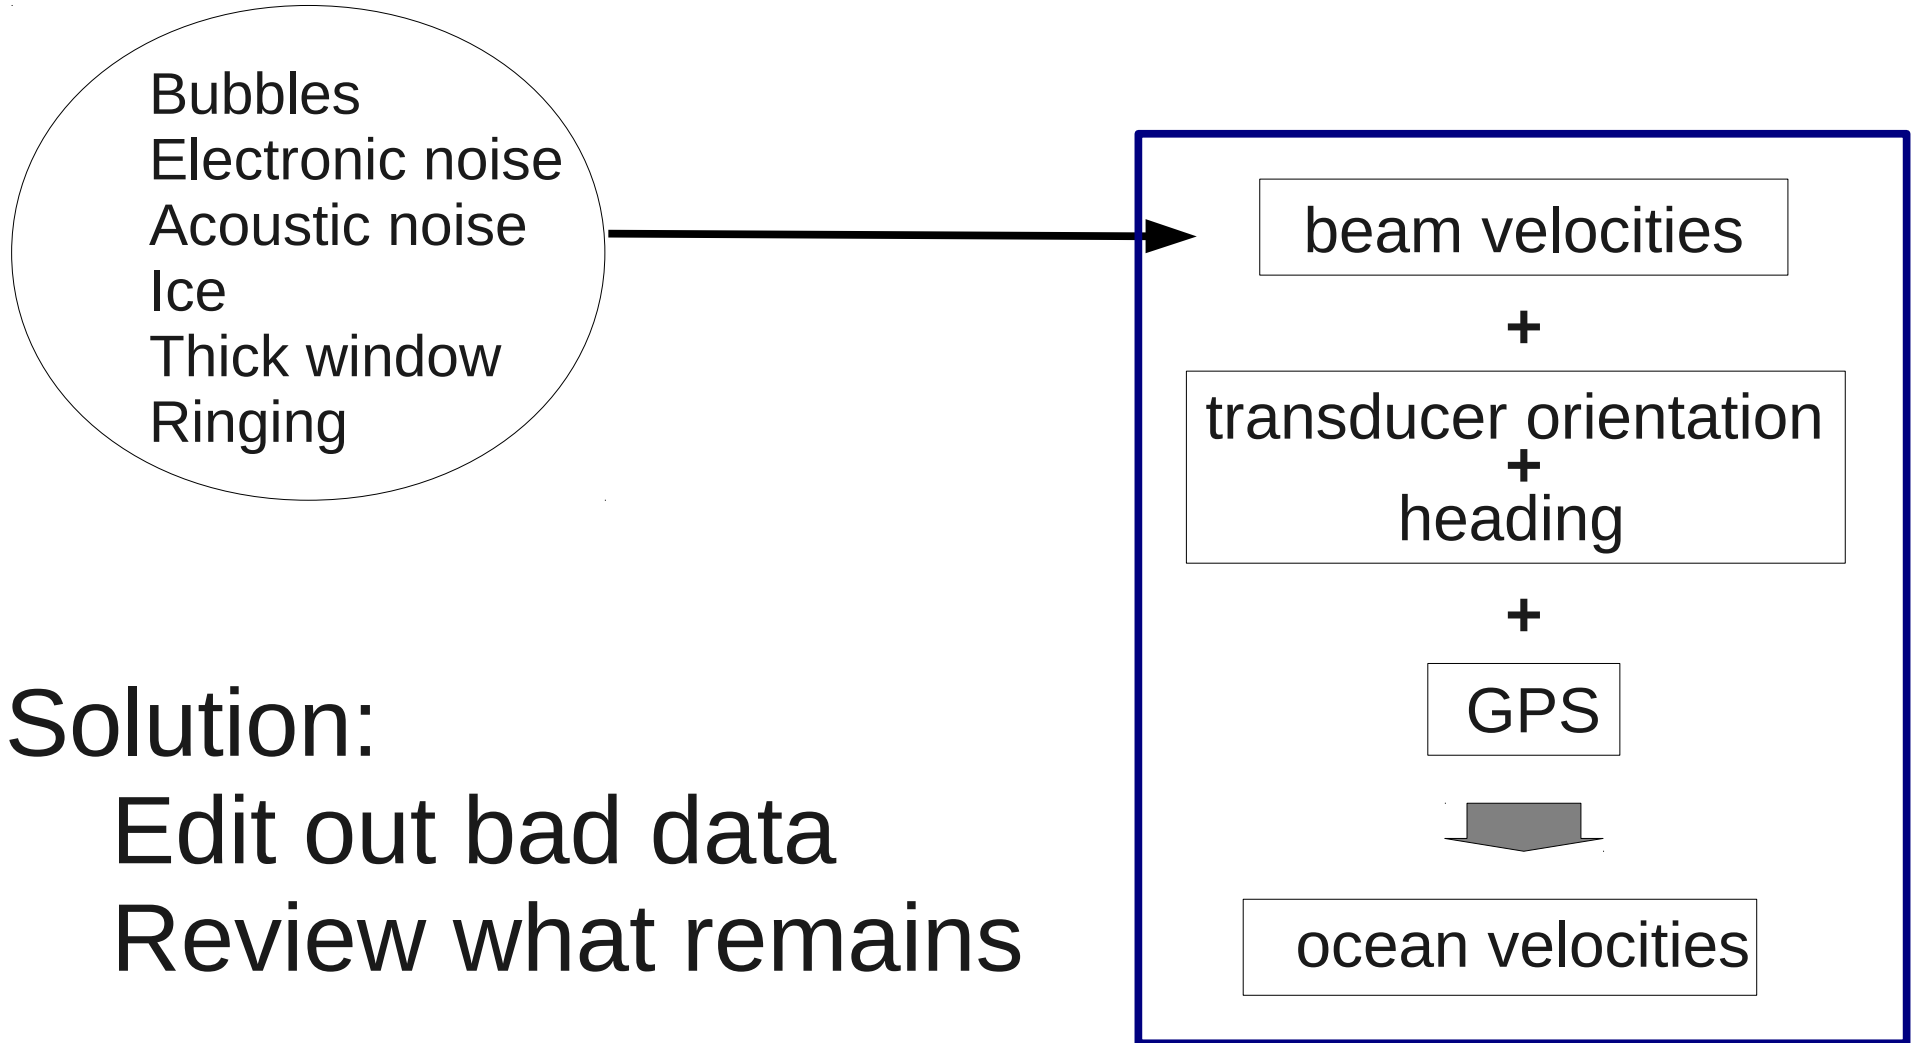 Bubbles
Electronic noise
Acoustic noise
Ice
Thick window
Ringing
beam velocities
+
transducer orientation
+
heading
+
GPS
ocean velocities
Solution:
Edit out bad data
Review what remains